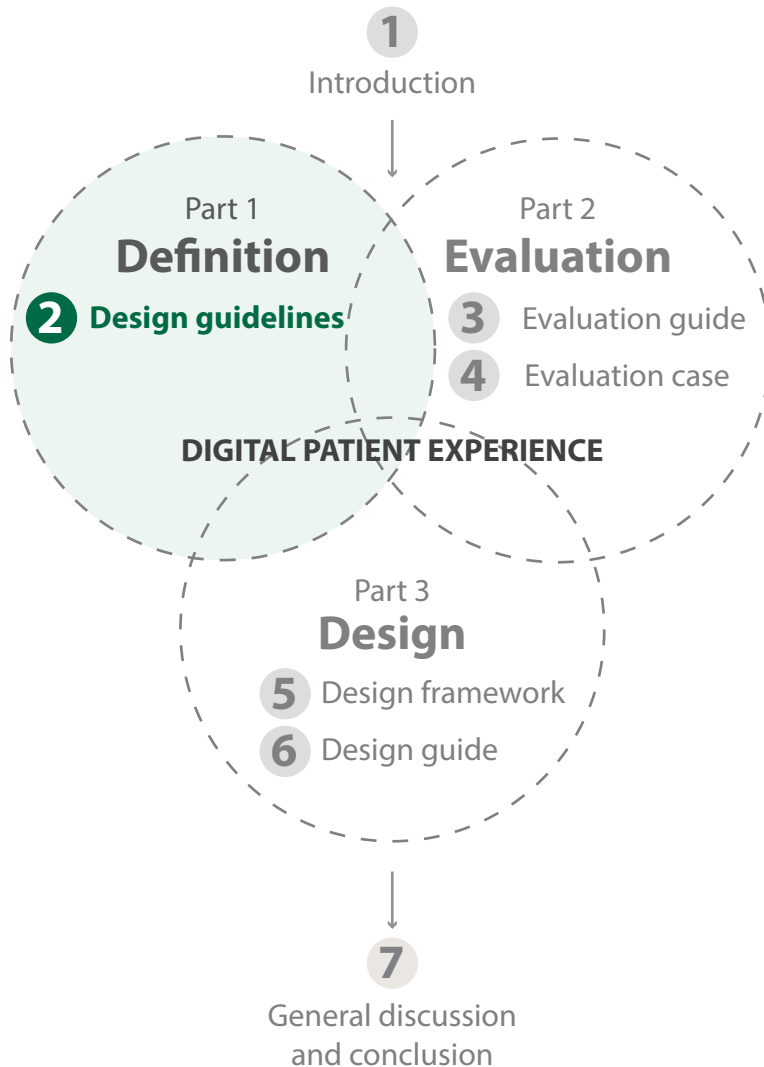 1
Introduction
Part 1
Definition
2 Design guidelines
Part 2
Evaluation
3 Evaluation guide
4 Evaluation case
DIGITAL PATIENT EXPERIENCE
Part 3
Design
5 Design framework
6 Design guide
7
General discussion
and conclusion